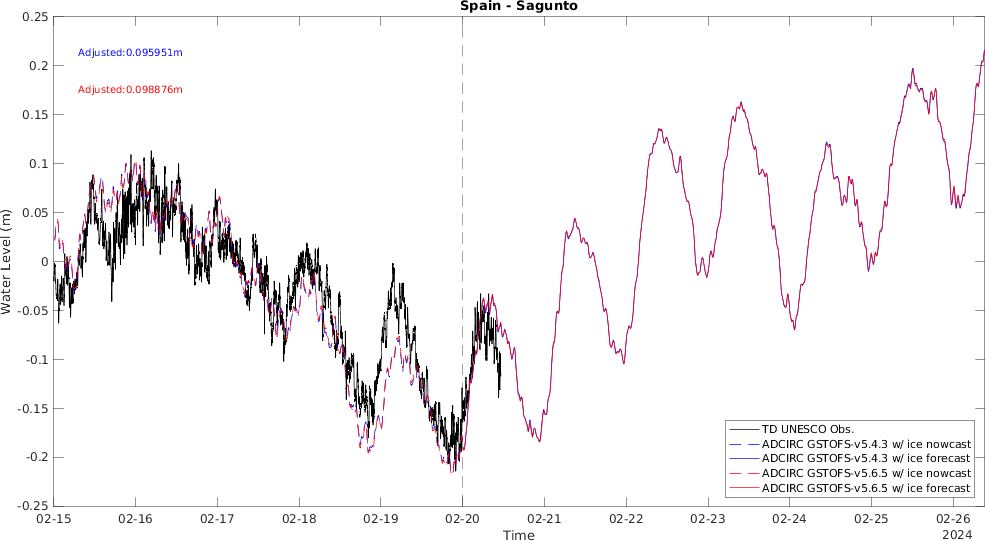 Spain - Sagunto
0.25
0.2
0.15
0.1
0.05
0
-0.05
-0.1
-0.15
-0.2
-0.25
Water Level (m)
Adjusted:0.095951m
Adjusted:0.098876m
TD UNESCO Obs.
ADCIRC GSTOFS-v5.4.3 w/ ice nowcast
ADCIRC GSTOFS-v5.4.3 w/ ice forecast
ADCIRC GSTOFS-v5.6.5 w/ ice nowcast
ADCIRC GSTOFS-v5.6.5 w/ ice forecast
02-15 02-16 02-17 02-18 02-19 02-20 02-21 02-22 02-23 02-24 02-25 02-26
Time
2024